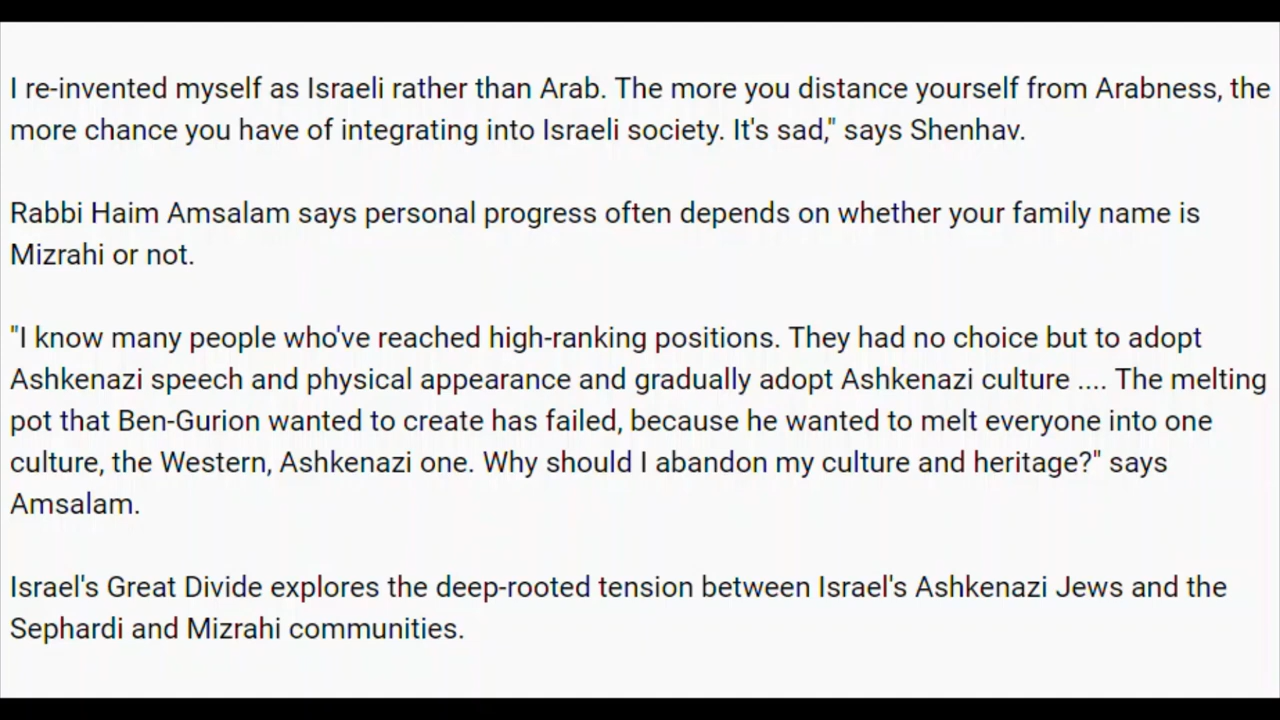 I re-invented myself as Israeli rather than Arab. The more you distance yourself from Arabness, the
more chance you have of integrating into Israeli society. It's sad," says Shenhav.
Rabbi Haim Amsalam says personal progress often depends on whether your family name is
Mizrahi or not.
"I know many people who've reached high-ranking positions. They had no choice but to adopt
Ashkenazi speech and physical appearance and gradually adopt Ashkenazi culture .... The melting
pot that Ben-Gurion wanted to create has failed, because he wanted to melt everyone into one
culture, the Western, Ashkenazi one. Why should I abandon my culture and heritage?" says
Amsalam.
Israel's Great Divide explores the deep-rooted tension between Israel's Ashkenazi Jews and the
Sephardi and Mizrahi communities.